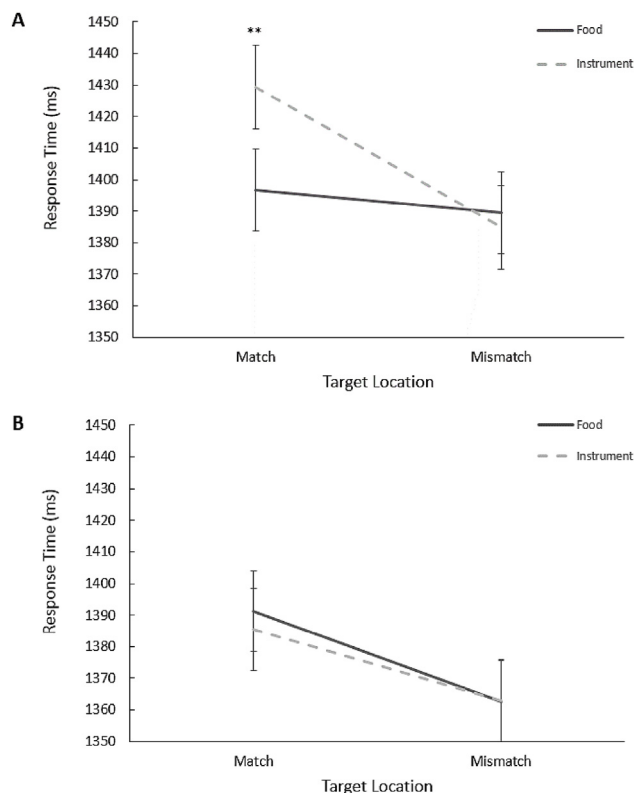 A
**
Food
Instrument
1450
1440
1430
1420
1410
1400
1390
1380
1370
1360
1350
Response Time (ms)
Match
Mismatch
Target Location
B
Food
Instrument
1450
1440
1430
1420
1410
1400
1390
1380
1370
1360
1350
Response Time (ms)
Match
Mismatch
Target Location